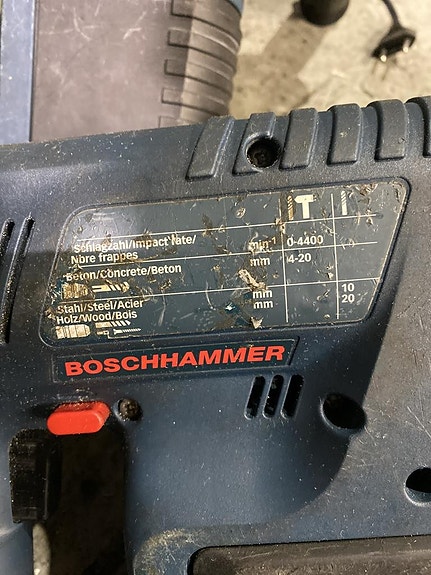 Schlagzahl/Impact rate/
Nbre frappes min⁻¹ 0-4400
Beton/Concrete/Beton mm 4-20
Stahl/Steel/Acier mm 10
Holz/Wood/Bois mm 20
BOSCHHAMMER